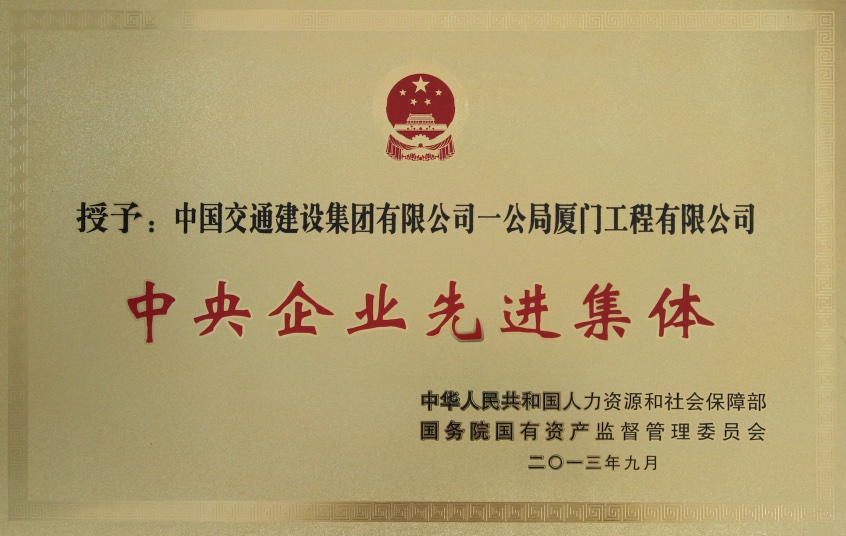 授予：中国交通建设集团有限公司一公局厦门工程有限公司
中央企业先进集体
中华人民共和国人力资源和社会保障部
国务院国有资产监督管理委员会
二〇一三年九月